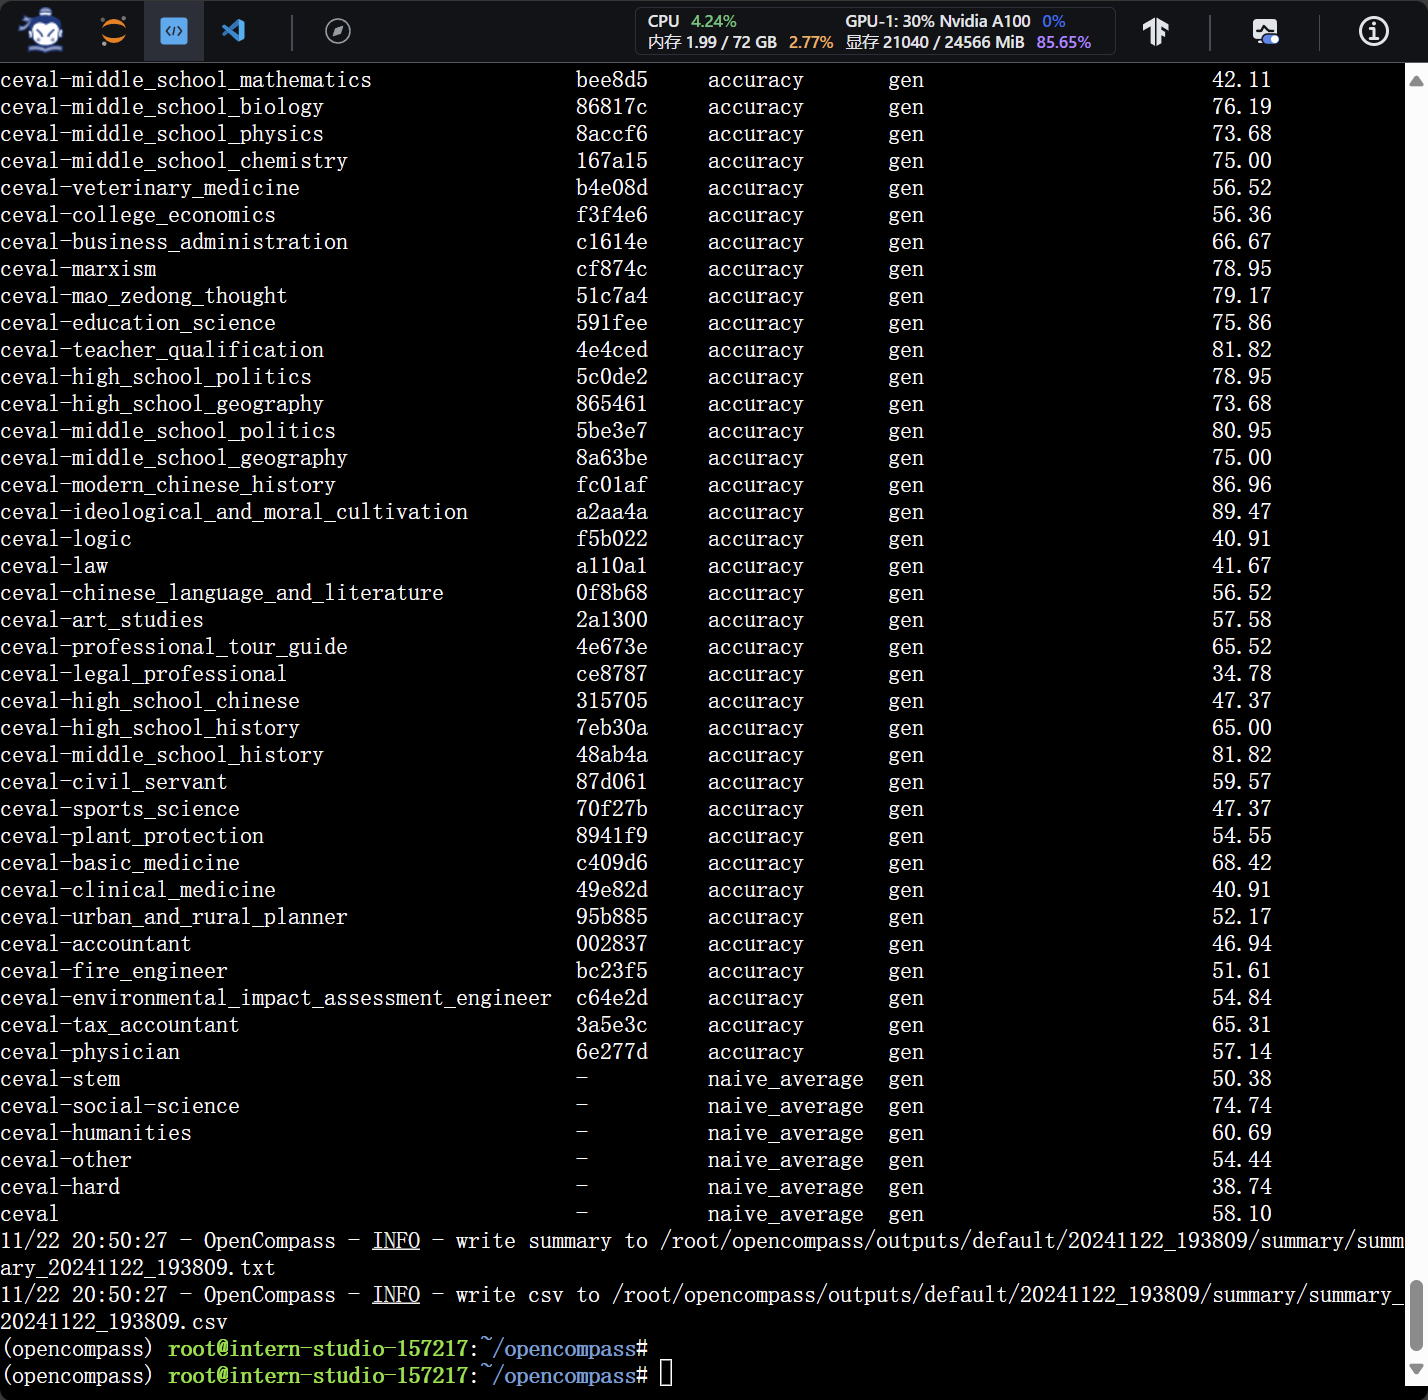 CPU 4.24% GPU-1: 30% Nvidia A100 0%
内存 1.99 / 72 GB 2.77% 显存 21040 / 24566 MiB 85.65%
ceval-middle_school_mathematics bee8d5 accuracy gen 42.11
ceval-middle_school_biology 86817c accuracy gen 76.19
ceval-middle_school_physics 8accf6 accuracy gen 73.68
ceval-middle_school_chemistry 167a15 accuracy gen 75.00
ceval-veterinary_medicine b4e08d accuracy gen 56.52
ceval-college_economics f3f4e6 accuracy gen 56.36
ceval-business_administration c1614e accuracy gen 66.67
ceval-marxism cf874c accuracy gen 78.95
ceval-mao_zedong_thought 51c7a4 accuracy gen 79.17
ceval-education_science 591fee accuracy gen 75.86
ceval-teacher_qualification 4e4ced accuracy gen 81.82
ceval-high_school_politics 5c0de2 accuracy gen 78.95
ceval-high_school_geography 865461 accuracy gen 73.68
ceval-middle_school_politics 5be3e7 accuracy gen 80.95
ceval-middle_school_geography 8a63be accuracy gen 75.00
ceval-modern_chinese_history fc01af accuracy gen 86.96
ceval-ideological_and_moral_cultivation a2aa4a accuracy gen 89.47
ceval-logic f5b022 accuracy gen 40.91
ceval-law a110a1 accuracy gen 41.67
ceval-chinese_language_and_literature 0f8b68 accuracy gen 56.52
ceval-art_studies 2a1300 accuracy gen 57.58
ceval-professional_tour_guide 4e673e accuracy gen 65.52
ceval-legal_professional ce8787 accuracy gen 34.78
ceval-high_school_chinese 315705 accuracy gen 47.37
ceval-high_school_history 7eb30a accuracy gen 65.00
ceval-middle_school_history 48ab4a accuracy gen 81.82
ceval-civil_servant 87d061 accuracy gen 59.57
ceval-sports_science 70f27b accuracy gen 47.37
ceval-plant_protection 8941f9 accuracy gen 54.55
ceval-basic_medicine c409d6 accuracy gen 68.42
ceval-clinical_medicine 49e82d accuracy gen 40.91
ceval-urban_and_rural_planner 95b885 accuracy gen 52.17
ceval-accountant 002837 accuracy gen 46.94
ceval-fire_engineer bc23f5 accuracy gen 51.61
ceval-environmental_impact_assessment_engineer c64e2d accuracy gen 54.84
ceval-tax_accountant 3a5e3c accuracy gen 65.31
ceval-physician 6e277d accuracy gen 57.14
ceval-stem - naive_average gen 50.38
ceval-social-science - naive_average gen 74.74
ceval-humanities - naive_average gen 60.69
ceval-other - naive_average gen 54.44
ceval-hard - naive_average gen 38.74
ceval - naive_average gen 58.10
11/22 20:50:27 - OpenCompass - INFO - write summary to /root/opencompass/outputs/default/20241122_193809/summary/summ
ary_20241122_193809.txt
11/22 20:50:27 - OpenCompass - INFO - write csv to /root/opencompass/outputs/default/20241122_193809/summary/summary_
20241122_193809.csv
(opencompass) root@intern-studio-157217:~/opencompass#
(opencompass) root@intern-studio-157217:~/opencompass#